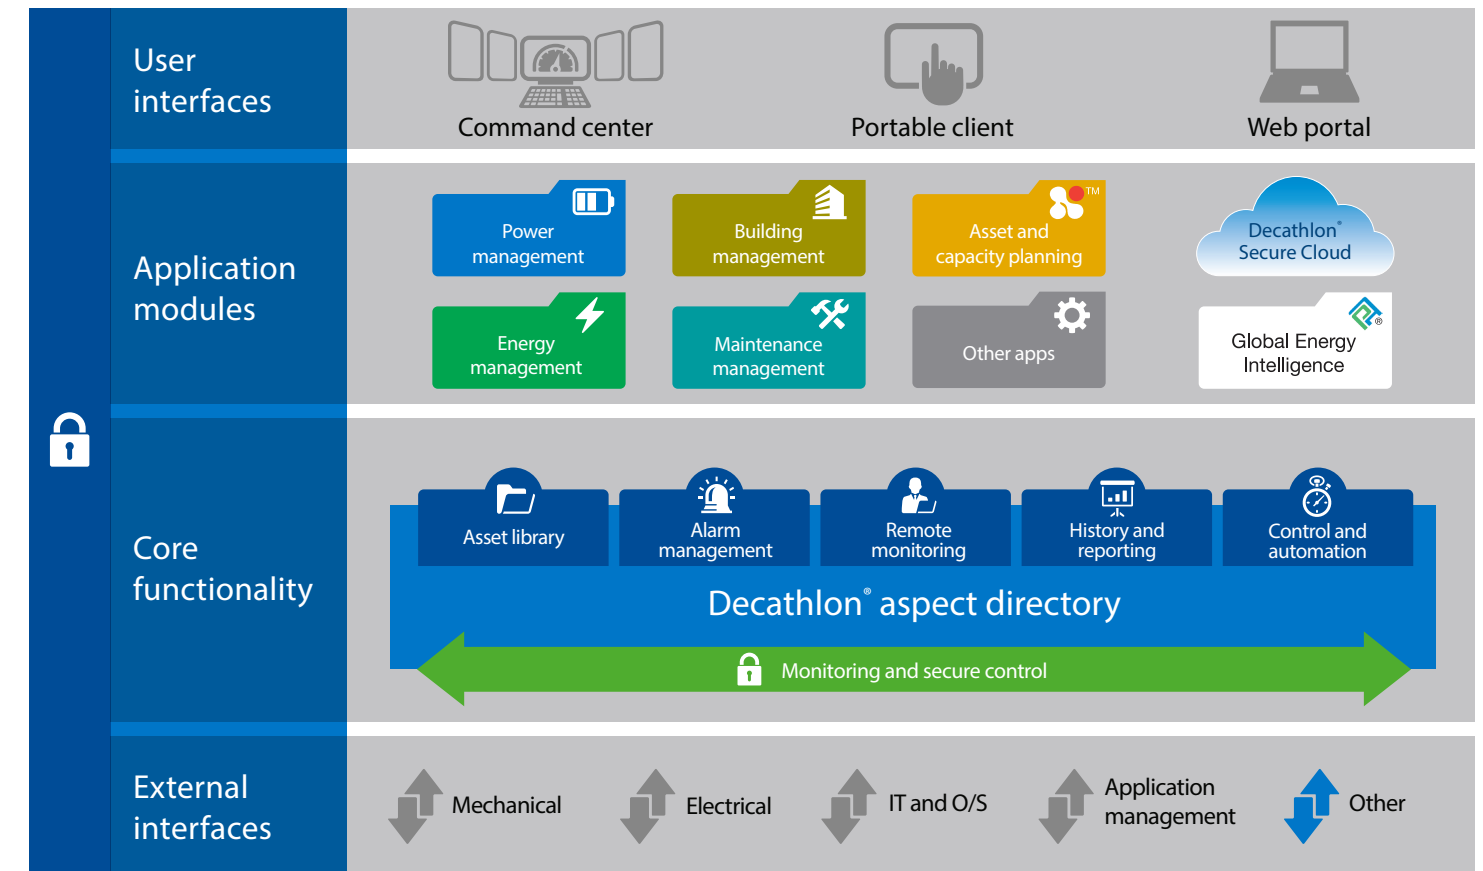 User
interfaces
Command center
Portable client
Web portal
Application
modules
Power
management
Building
management
TM
Asset and
capacity planning
Decathlon®
Secure Cloud
Energy
management
Maintenance
management
Other apps
®
Global Energy
Intelligence
Core
functionality
Asset library
Alarm
management
Remote
monitoring
History and
reporting
Control and
automation
Decathlon® aspect directory
Monitoring and secure control
External
interfaces
Mechanical
Electrical
IT and O/S
Application
management
Other